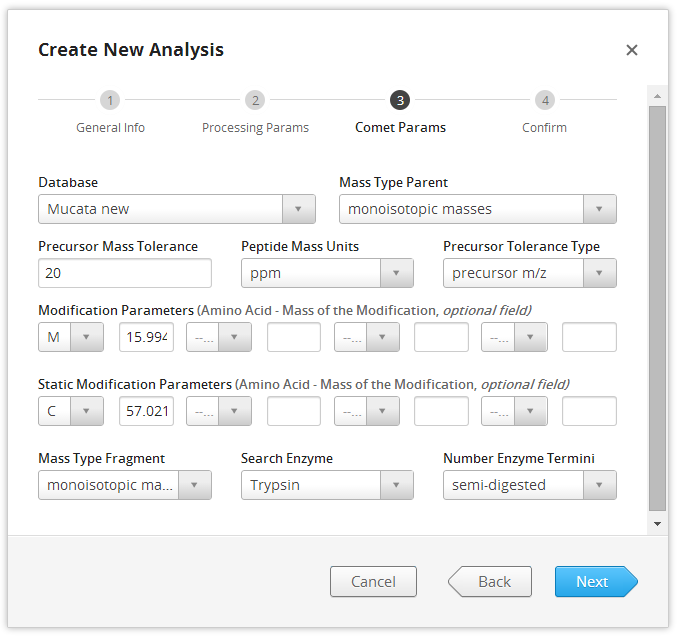 Create New Analysis ×
1 2 3 4
General Info Processing Params Comet Params Confirm
Database Mass Type Parent
Mucata new monoisotopic masses
Precursor Mass Tolerance Peptide Mass Units Precursor Tolerance Type
20 ppm precursor m/z
Modification Parameters (Amino Acid - Mass of the Modification, optional field)
M 15.994 --... --... --...
Static Modification Parameters (Amino Acid - Mass of the Modification, optional field)
C 57.021 --... --... --...
Mass Type Fragment Search Enzyme Number Enzyme Termini
monoisotopic ma... Trypsin semi-digested
Cancel Back Next